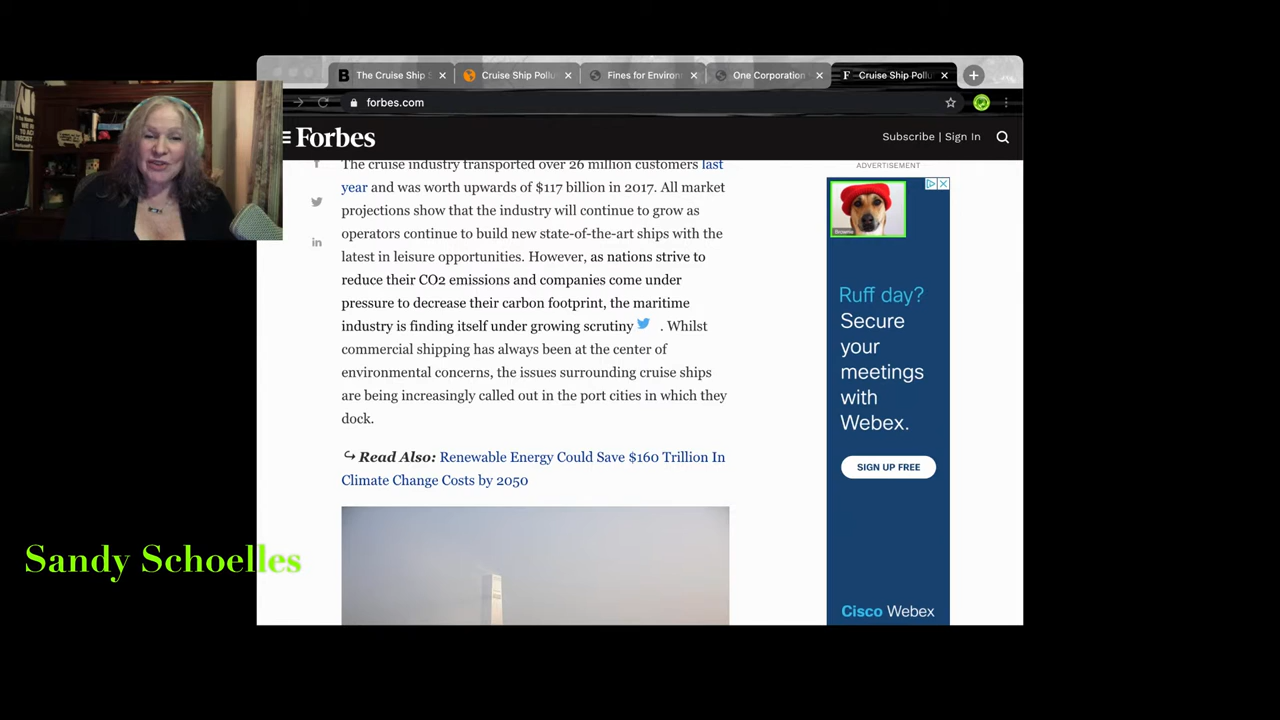 The Cruise Ship
Cruise Ship Pollu
Fines for Environ
One Corporation
F Cruise Ship Pollu
forbes.com
Forbes
Subscribe | Sign In
The cruise industry transported over 26 million customers last
year and was worth upwards of $117 billion in 2017. All market
projections show that the industry will continue to grow as
operators continue to build new state-of-the-art ships with the
latest in leisure opportunities. However, as nations strive to
reduce their CO2 emissions and companies come under
pressure to decrease their carbon footprint, the maritime
industry is finding itself under growing scrutiny . Whilst
commercial shipping has always been at the center of
environmental concerns, the issues surrounding cruise ships
are being increasingly called out in the port cities in which they
dock.
Read Also: Renewable Energy Could Save $160 Trillion In
Climate Change Costs by 2050
ADVERTISEMENT
Ruff day?
Secure
your
meetings
with
Webex.
SIGN UP FREE
Cisco Webex
Sandy Schoelles